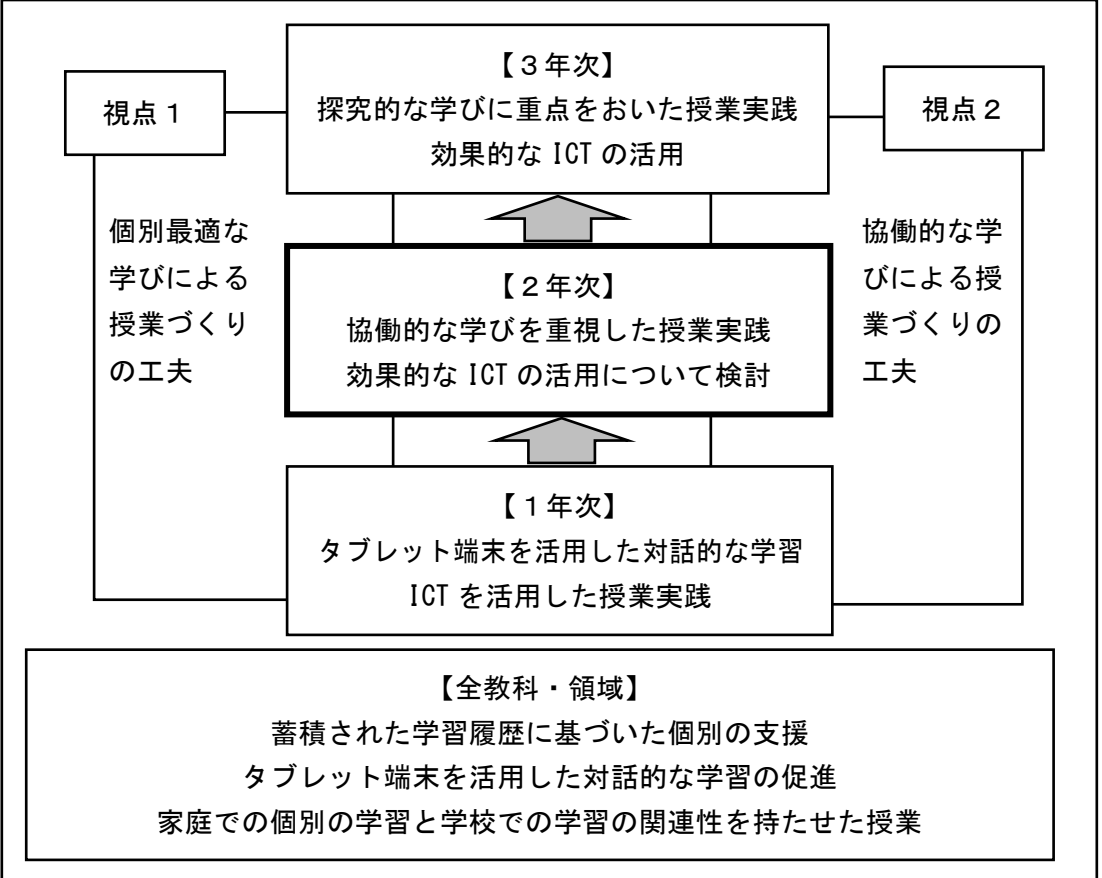 【３年次】
探究的な学びに重点をおいた授業実践
効果的な ICT の活用
視点１
視点２
個別最適な
学びによる
授業づくり
の工夫
協働的な学
びによる授
業づくりの
工夫
【２年次】
協働的な学びを重視した授業実践
効果的な ICT の活用について検討
【１年次】
タブレット端末を活用した対話的な学習
ICT を活用した授業実践
【全教科・領域】
蓄積された学習履歴に基づいた個別の支援
タブレット端末を活用した対話的な学習の促進
家庭での個別の学習と学校での学習の関連性を持たせた授業